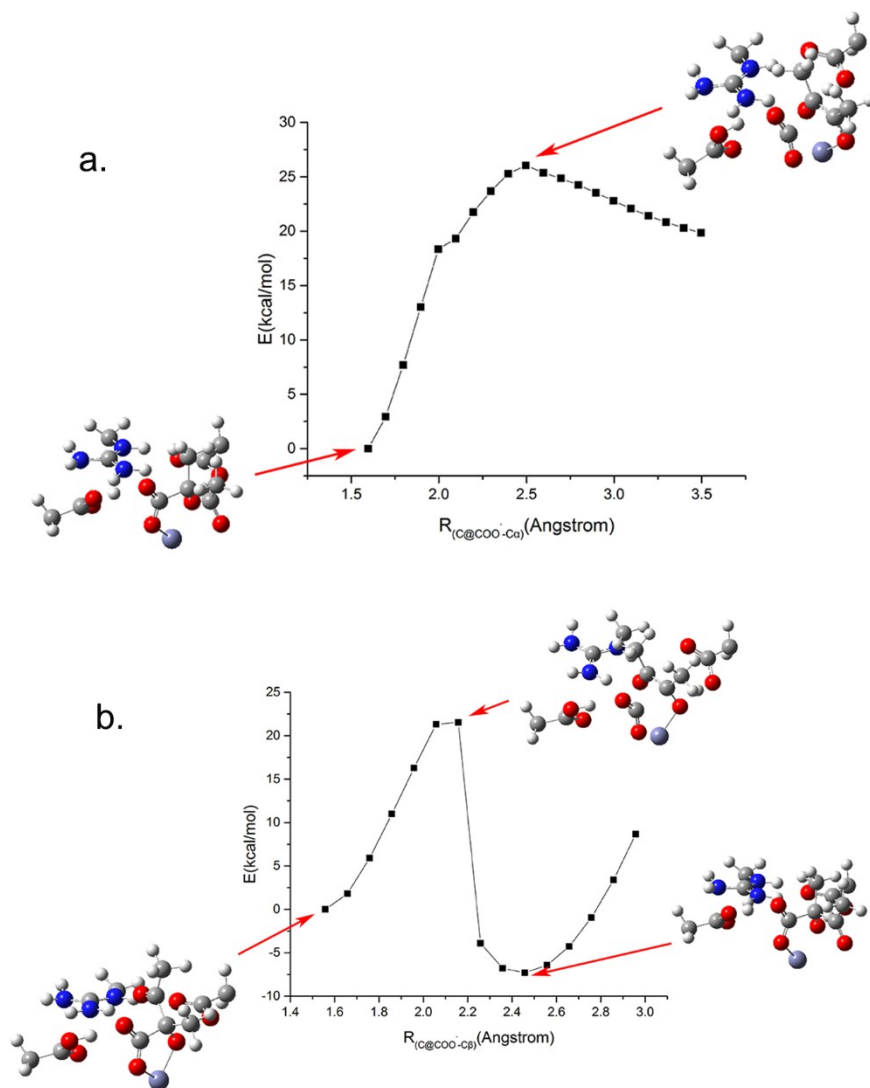 a.
30
25
20
15
10
5
0
E(kcal/mol)
1.5 2.0 2.5 3.0 3.5
R(C@COO⁻-Cα)(Angstrom)
b.
25
20
15
10
5
0
-5
-10
E(kcal/mol)
1.4 1.6 1.8 2.0 2.2 2.4 2.6 2.8 3.0
R(C@COO⁻-Cβ)(Angstrom)